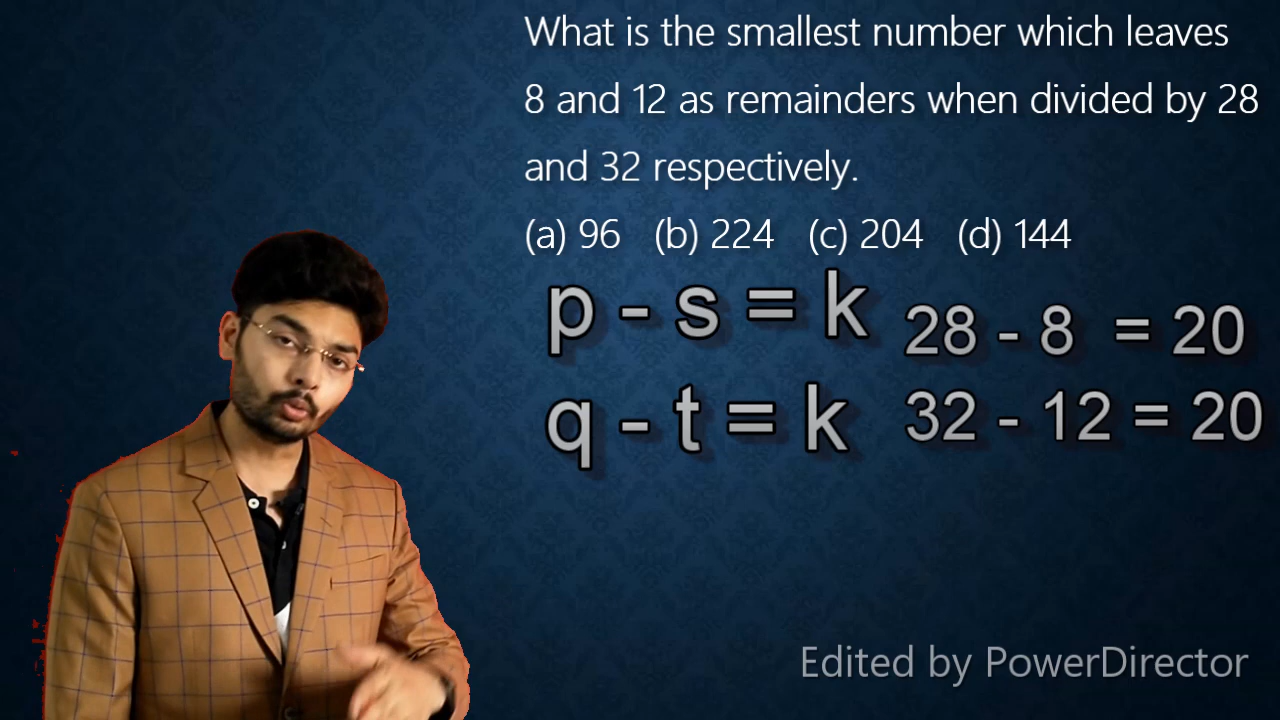 What is the smallest number which leaves
8 and 12 as remainders when divided by 28
and 32 respectively.
(a) 96 (b) 224 (c) 204 (d) 144
p - s = k 28 - 8 = 20
q - t = k 32 - 12 = 20
Edited by PowerDirector